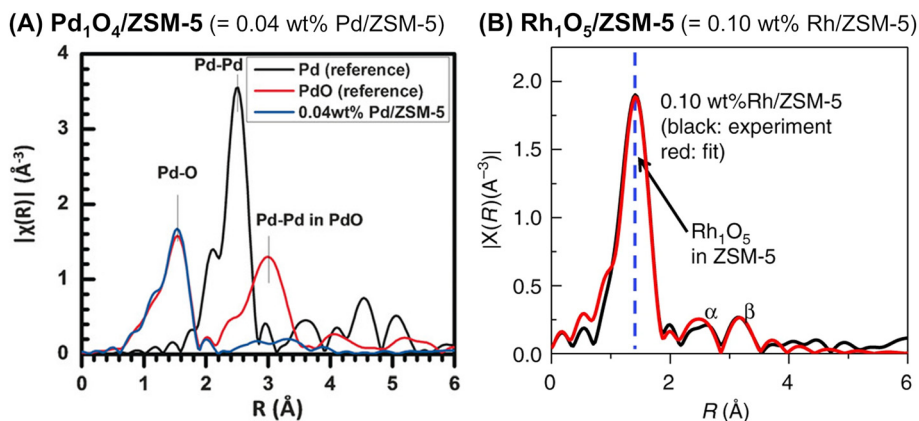 (A) Pd₁O₄/ZSM-5 (= 0.04 wt% Pd/ZSM-5)
4
3
2
1
0
|χ(R)| (Å⁻³)
Pd-Pd
Pd (reference)
PdO (reference)
0.04wt% Pd/ZSM-5
Pd-O
Pd-Pd in PdO
0 1 2 3 4 5 6
R (Å)
(B) Rh₁O₅/ZSM-5 (= 0.10 wt% Rh/ZSM-5)
2.0
1.5
1.0
0.5
0.0
|X(R)(A⁻³)|
0.10 wt%Rh/ZSM-5
(black: experiment
red: fit)
Rh₁O₅
in ZSM-5
α β
0 2 4 6 8
R (Å)